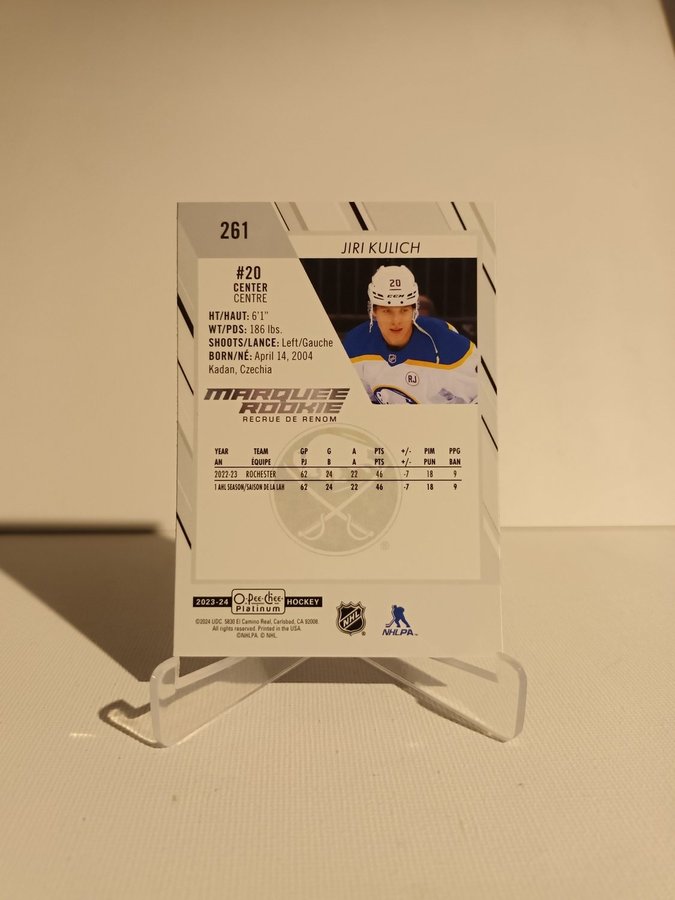 261
JIRI KULICH
#20
CENTER
CENTRE
HT/HAUT: 6'1"
WT/PDS: 186 lbs.
SHOOTS/LANCE: Left/Gauche
BORN/NÉ: April 14, 2004
Kadan, Czechia
20
CCM
RJ
MARQUEE
ROOKIE
RECRUE DE RENOM
YEAR TEAM GP G A PTS +/- PIM PPG
AN ÉQUIPE PJ B A PTS +/- PUN BAN
2022-23 ROCHESTER 62 24 22 46 -7 18 9
1 AHL SEASON/SAISON DE LA LAH 62 24 22 46 -7 18 9
®
2023-24 O-Pee-Chee Platinum HOCKEY
NHL
NHLPA™
©2024 UDC. 5830 El Camino Real, Carlsbad, CA 92008.
All rights reserved. Printed in the USA.
©NHLPA. © NHL.